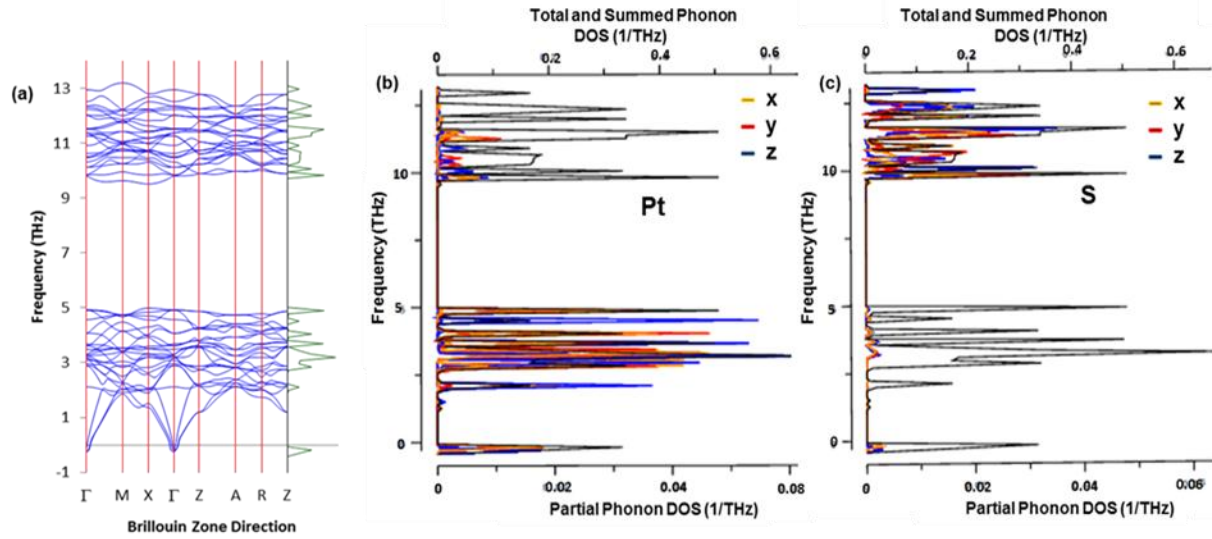 (a)
Frequency (THz)
13
11
9
7
5
3
1
-1
Γ M X Γ Z A R Z
Brillouin Zone Direction
Total and Summed Phonon
DOS (1/THz)
0 0.2 0.4 0.6
(b)
x
y
z
Pt
Frequency (THz)
10
5
0
0 0.02 0.04 0.06 0.08
Partial Phonon DOS (1/THz)
Total and Summed Phonon
DOS (1/THz)
0 0.2 0.4 0.6
(c)
x
y
z
S
Frequency (THz)
10
5
0
0 0.02 0.04 0.06
Partial Phonon DOS (1/THz)